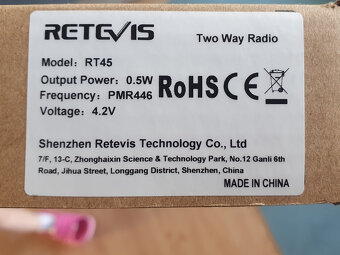 RETEVIS Two Way Radio
Model: RT45
Output Power: 0.5W
Frequency: PMR446
RoHS CE
Voltage: 4.2V
Shenzhen Retevis Technology Co., Ltd
7/F, 13-C, Zhonghaixin Science & Technology Park, No.12 Ganli 6th
Road, Jihua Street, Longgang District, Shenzhen, China
MADE IN CHINA